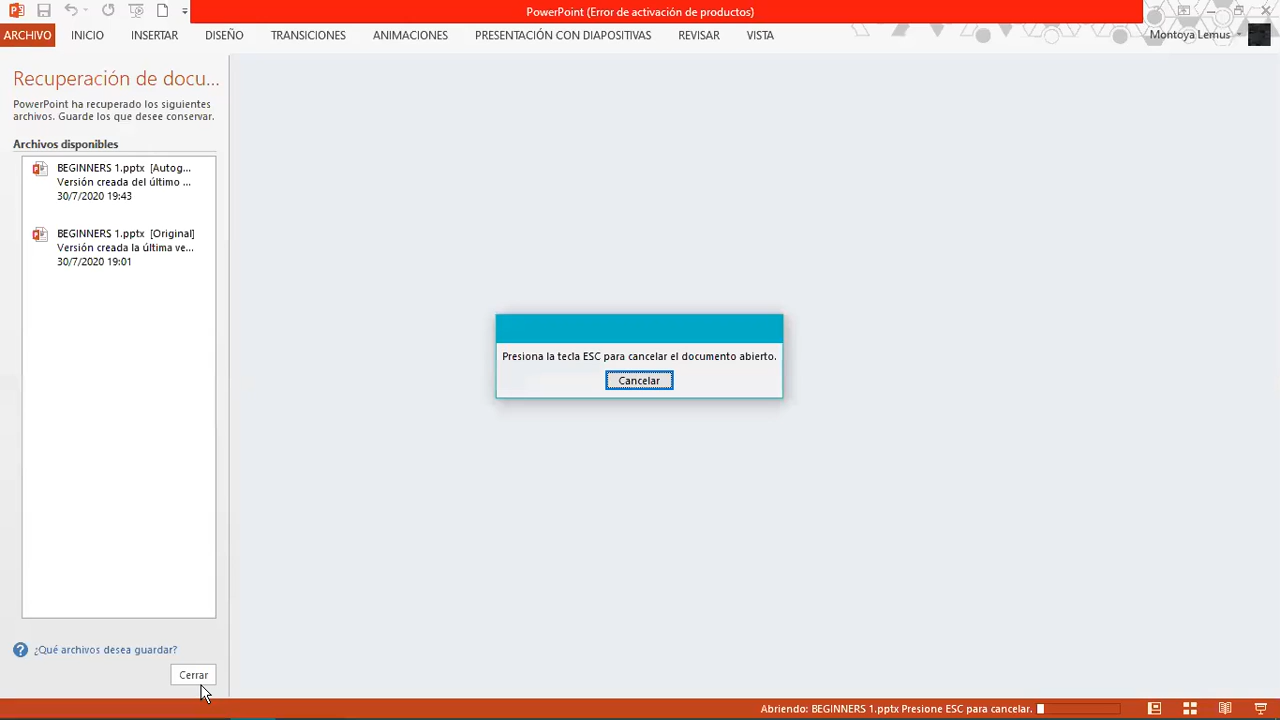 PowerPoint (Error de activación de productos)
ARCHIVO INICIO INSERTAR DISEÑO TRANSICIONES ANIMACIONES PRESENTACIÓN CON DIAPOSITIVAS REVISAR VISTA Montoya Lemus
Recuperación de docu...
PowerPoint ha recuperado los siguientes
archivos. Guarde los que desee conservar.
Archivos disponibles
BEGINNERS 1.pptx [Autog...
Versión creada del último ...
30/7/2020 19:43
BEGINNERS 1.pptx [Original]
Versión creada la última ve...
30/7/2020 19:01
Presiona la tecla ESC para cancelar el documento abierto.
Cancelar
¿Qué archivos desea guardar?
Cerrar
Abriendo: BEGINNERS 1.pptx Presione ESC para cancelar.